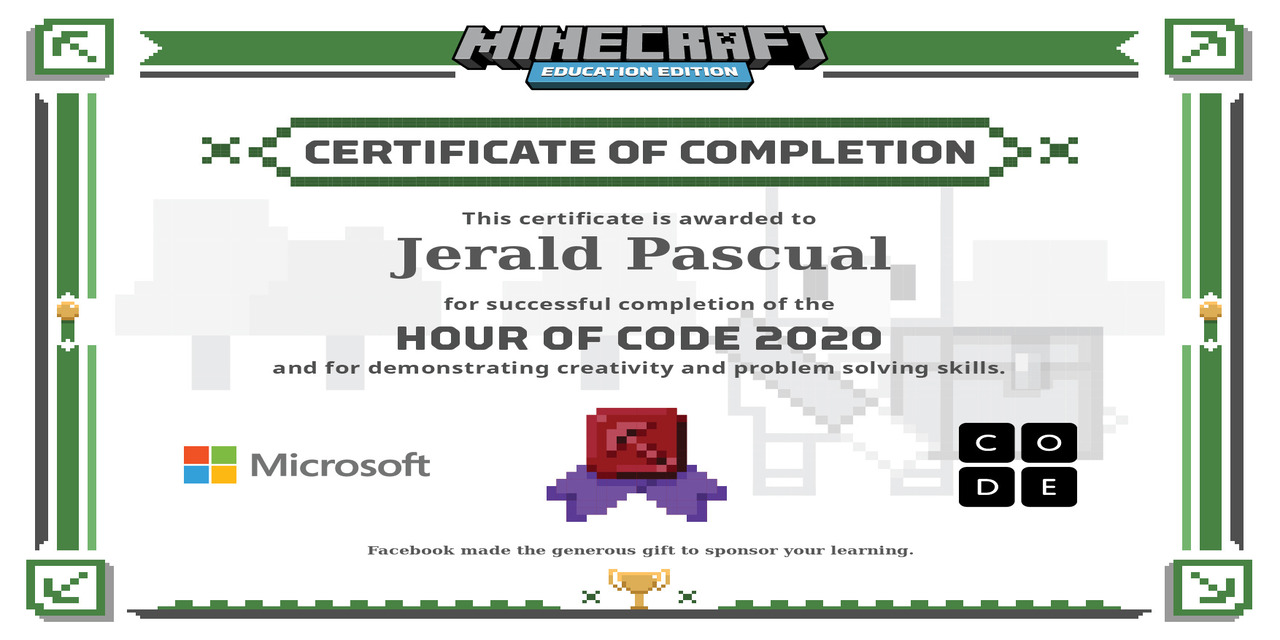 MINECRAFT
EDUCATION EDITION
CERTIFICATE OF COMPLETION
This certificate is awarded to
Jerald Pascual
for successful completion of the
HOUR OF CODE 2020
and for demonstrating creativity and problem solving skills.
Microsoft
C O
D E
Facebook made the generous gift to sponsor your learning.